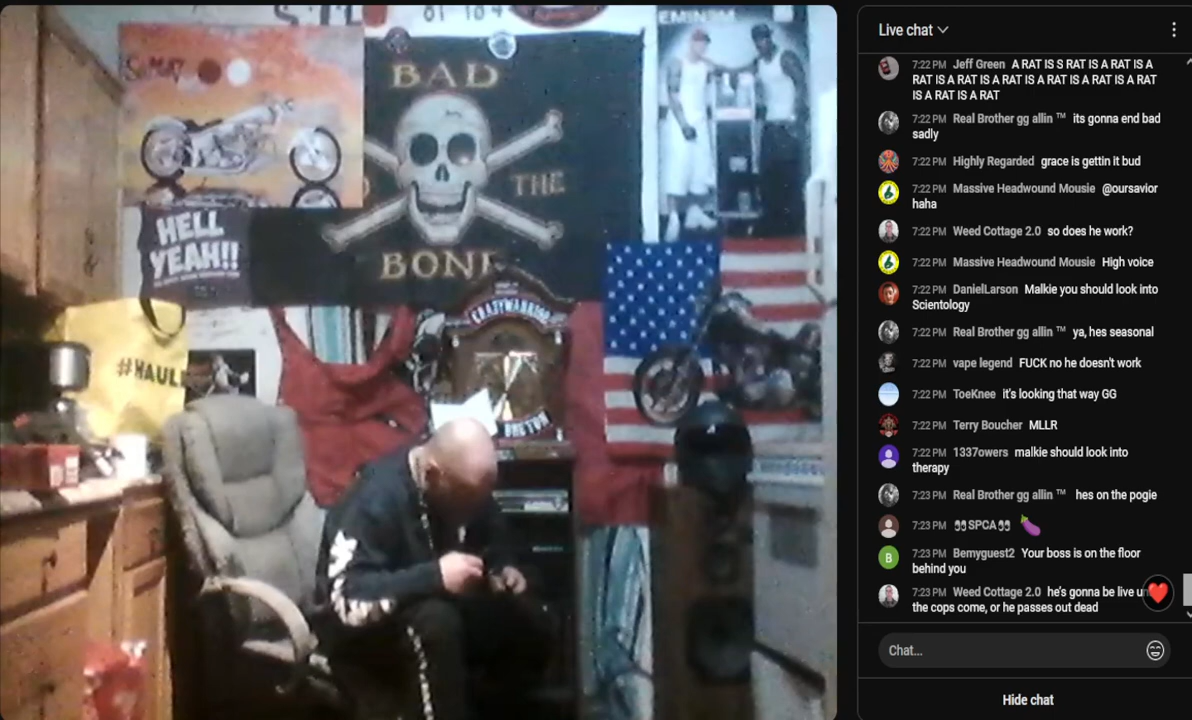 01 104
EMINEM
BAD
THE
BONE
HELL
YEAH!!
#HAUL
CRAZYWARRIOR
BRETON
Live chat
7:22 PM Jeff Green A RAT IS S RAT IS A RAT IS A
RAT IS A RAT IS A RAT IS A RAT IS A RAT IS A RAT
IS A RAT IS A RAT
7:22 PM Real Brother gg allin ™ its gonna end bad
sadly
7:22 PM Highly Regarded grace is gettin it bud
7:22 PM Massive Headwound Mousie @oursavior
haha
7:22 PM Weed Cottage 2.0 so does he work?
7:22 PM Massive Headwound Mousie High voice
7:22 PM DanielLarson Malkie you should look into
Scientology
7:22 PM Real Brother gg allin ™ ya, hes seasonal
7:22 PM vape legend FUCK no he doesn't work
7:22 PM ToeKnee it's looking that way GG
7:22 PM Terry Boucher MLLR
7:22 PM 1337owers malkie should look into
therapy
7:23 PM Real Brother gg allin ™ hes on the pogie
7:23 PM 👀SPCA👀 🍆
B
7:23 PM Bemyguest2 Your boss is on the floor
behind you
7:23 PM Weed Cottage 2.0 he's gonna be live un
the cops come, or he passes out dead
Chat...
Hide chat